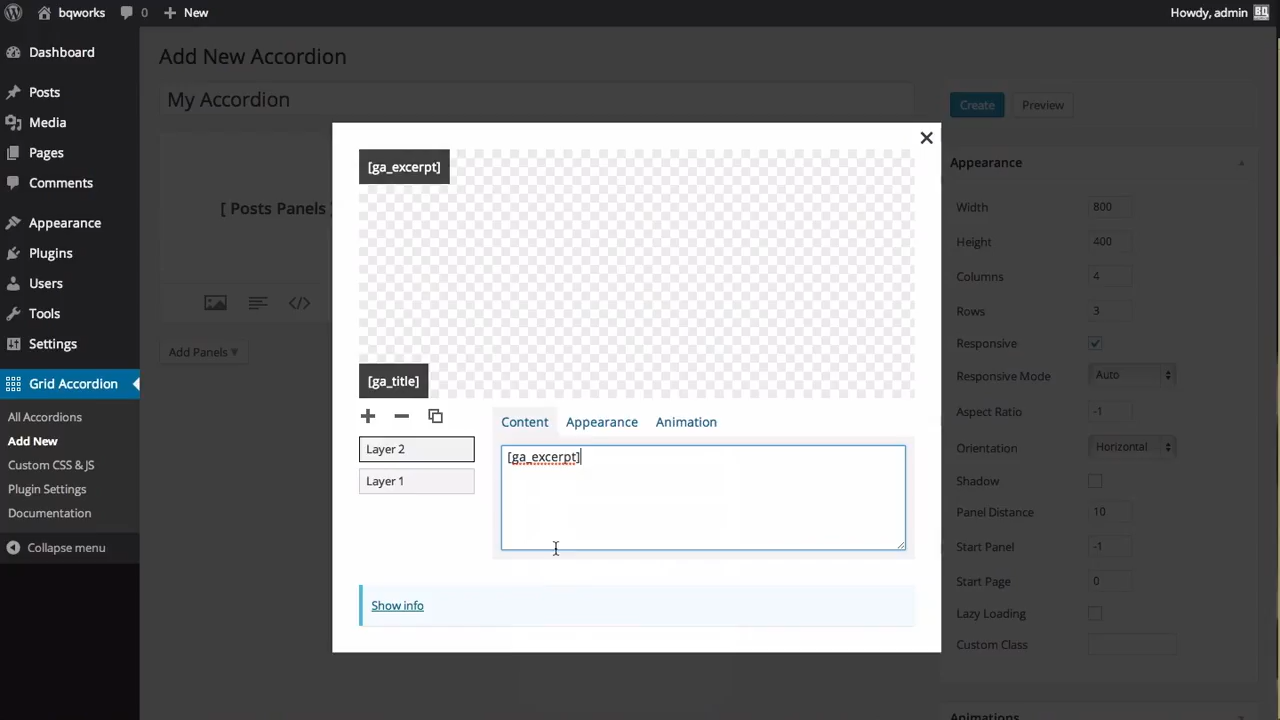 bqworks
0
New
Howdy, admin
BQ
Dashboard
Posts
Media
Pages
Comments
Appearance
Plugins
Users
Tools
Settings
Grid Accordion
All Accordions
Add New
Custom CSS & JS
Plugin Settings
Documentation
Collapse menu
Add New Accordion
My Accordion
[ Posts Panels
Add Panels
[ga_excerpt]
[ga_title]
Layer 2
Layer 1
Content
Appearance
Animation
[ga_excerpt]
Show info
Create
Preview
Appearance
Width 800
Height 400
Columns 4
Rows 3
Responsive
Responsive Mode Auto
Aspect Ratio -1
Orientation Horizontal
Shadow
Panel Distance 10
Start Panel -1
Start Page 0
Lazy Loading
Custom Class
Animations